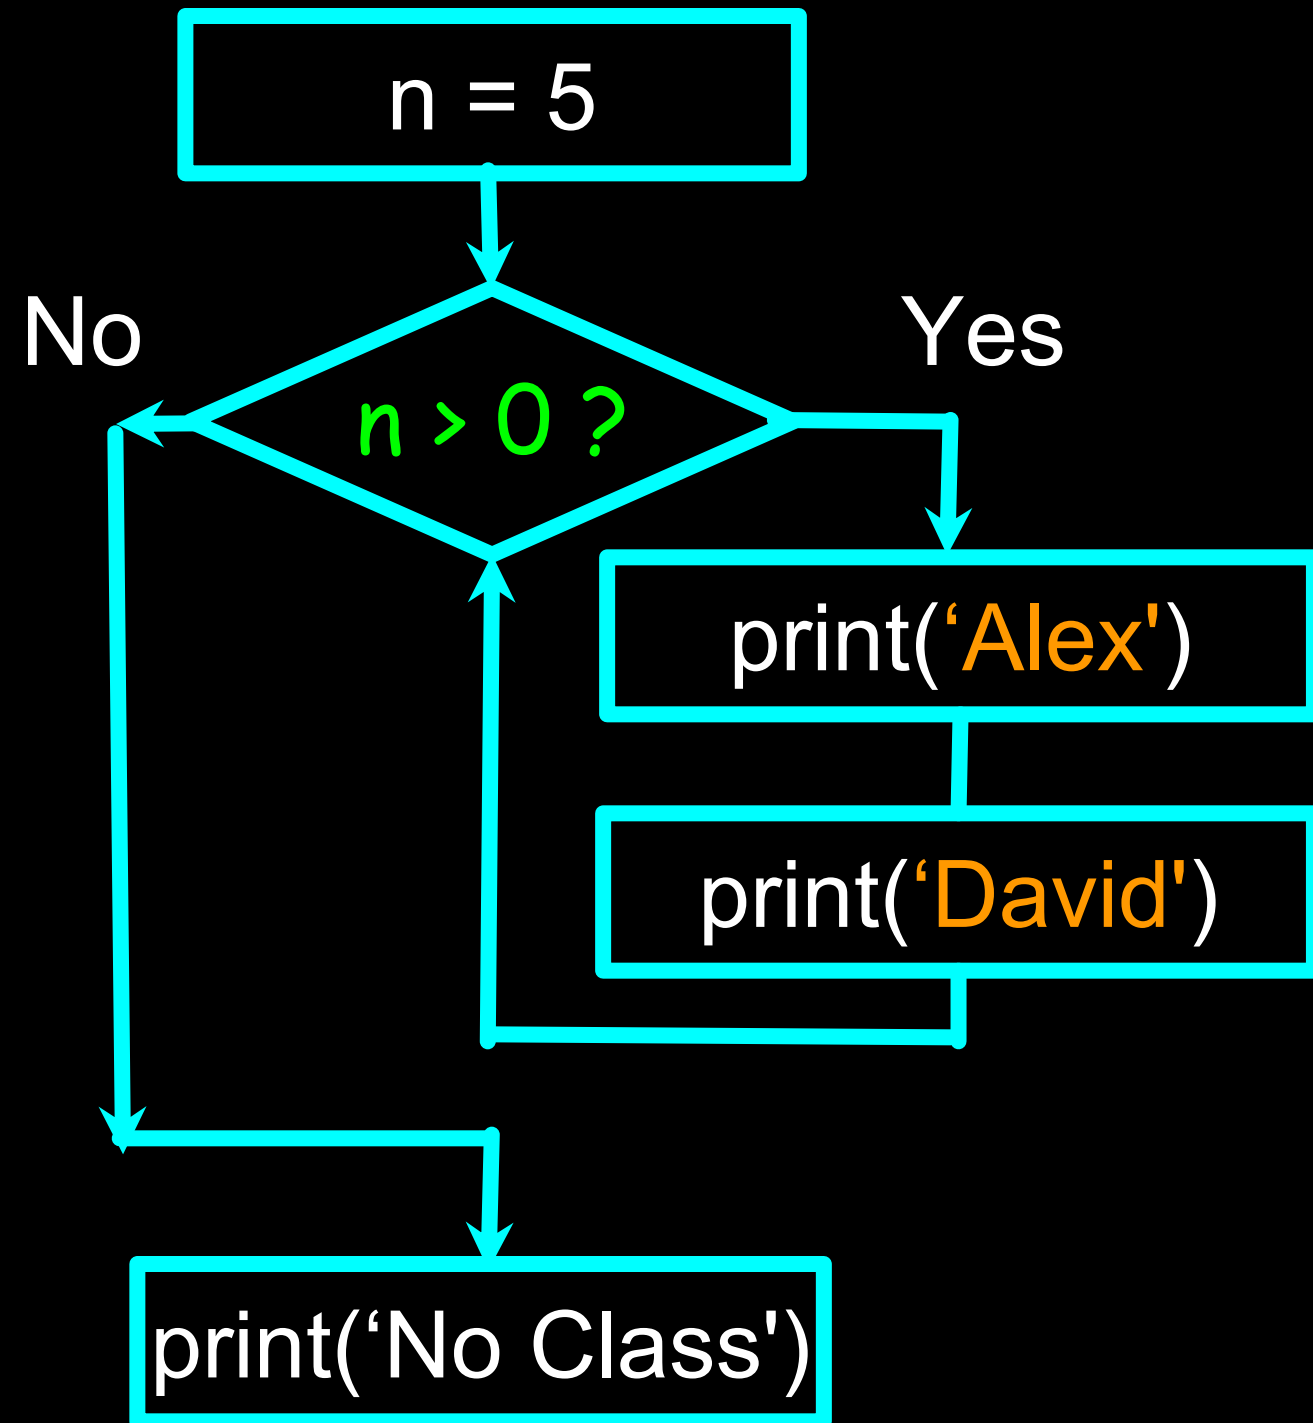 n = 5
No
Yes
n > 0 ?
print(‘Alex')
print(‘David')
print(‘No Class')